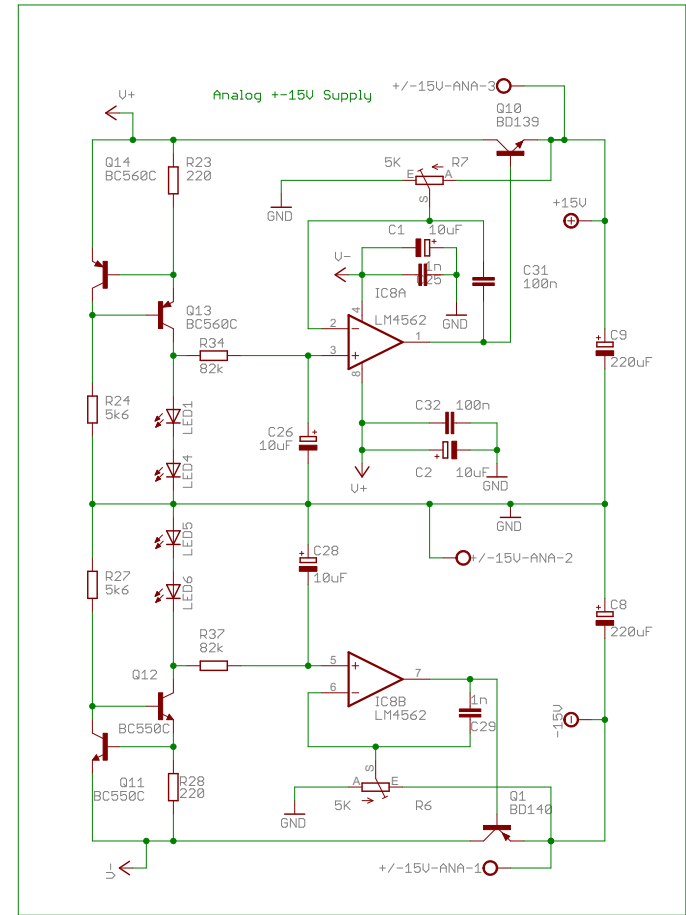 V+
Analog +-15V Supply
+/-15V-ANA-3
Q10
BD139
Q14
BC560C
R23
220
5K
R7
E
A
S
GND
+15V
C1
10uF
V-
1n
C25
C31
100n
IC8A
LM4562
GND
4
2
3
1
8
Q13
BC560C
R34
82k
C9
220uF
R24
5k6
LED1
C32
100n
C26
10uF
LED4
C2
10uF
V+
GND
GND
LED5
C28
10uF
+/-15V-ANA-2
R27
5k6
LED6
C8
220uF
R37
82k
Q12
5
6
7
IC8B
LM4562
1n
C29
BC550C
-15V
Q11
BC550C
R28
220
S
A
E
5K
R6
GND
Q1
BD140
V-
+/-15V-ANA-1